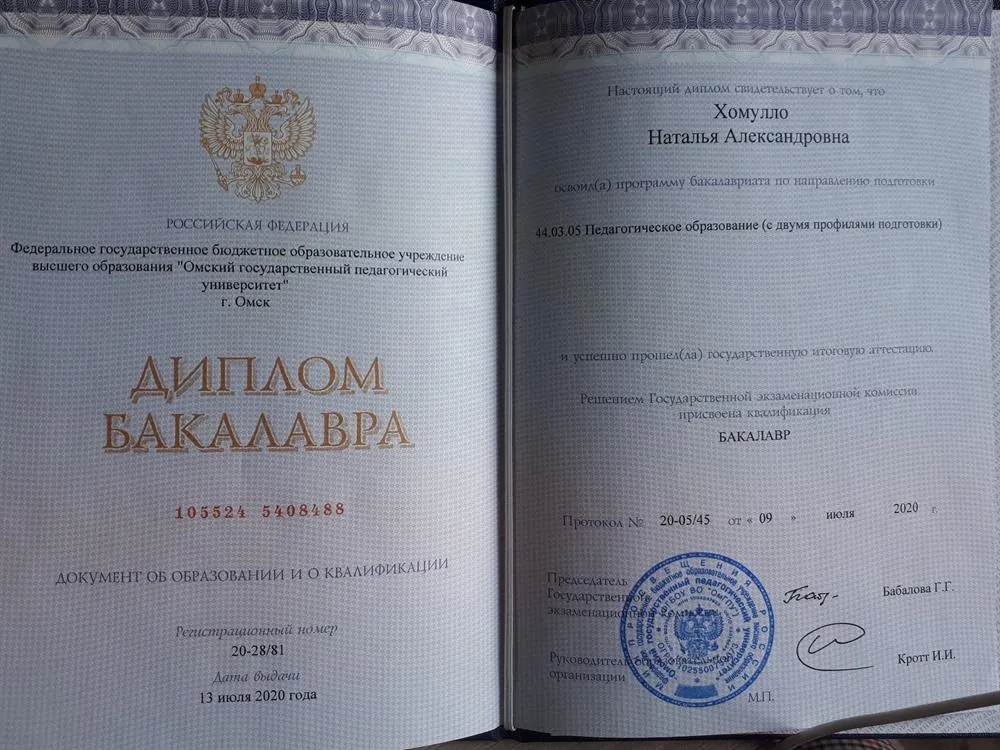 РОССИЙСКАЯ ФЕДЕРАЦИЯ
Федеральное государственное бюджетное образовательное учреждение
высшего образования "Омский государственный педагогический
университет"
г. Омск
ДИПЛОМ
БАКАЛАВРА
105524 5408488
ДОКУМЕНТ ОБ ОБРАЗОВАНИИ И О КВАЛИФИКАЦИИ
Регистрационный номер
20-28/81
Дата выдачи
13 июля 2020 года
Настоящий диплом свидетельствует о том, что
Хомулло
Наталья Александровна
освоил(а) программу бакалавриата по направлению подготовки
44.03.05 Педагогическое образование (с двумя профилями подготовки)
и успешно прошел(ла) государственную итоговую аттестацию.
Решением Государственной экзаменационной комиссии
присвоена квалификация
БАКАЛАВР
Протокол № 20-05/45 от « 09 » июля 2020 г.
Председатель
Государственной
экзаменационной комиссии
Бабалова Г.Г.
Руководитель образовательной
организации
Кротт И.И.
М.П.